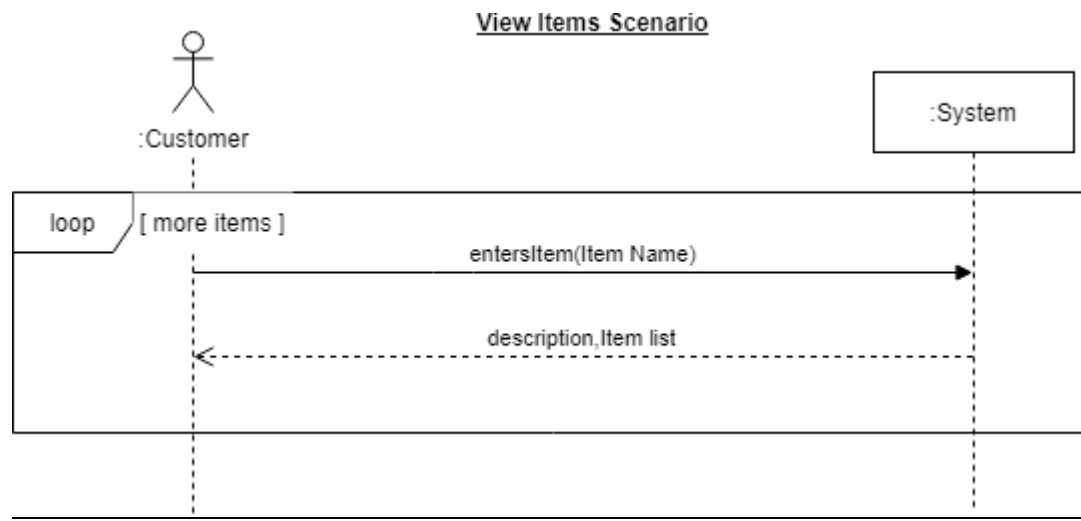 View Items Scenario
:Customer
:System
loop
[ more items ]
entersItem(Item Name)
description,Item list